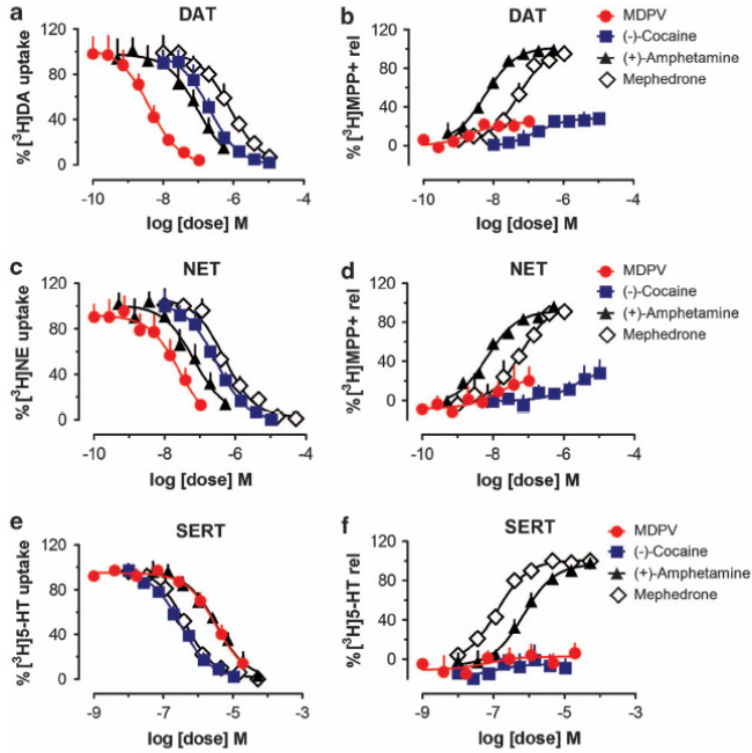 a
DAT
% [³H]DA uptake
120
80
40
0
-10
-8
-6
-4
log [dose] M
b
DAT
% [³H]MPP+ rel
120
80
40
0
-10
-8
-6
-4
log [dose] M
MDPV
(-)-Cocaine
(+)-Amphetamine
Mephedrone
c
NET
% [³H]NE uptake
120
80
40
0
-10
-8
-6
-4
log [dose] M
d
NET
% [³H]MPP+ rel
120
80
40
0
-10
-8
-6
-4
log [dose] M
MDPV
(-)-Cocaine
(+)-Amphetamine
Mephedrone
e
SERT
% [³H]5-HT uptake
120
80
40
0
-9
-7
-5
-3
log [dose] M
f
SERT
% [³H]5-HT rel
120
80
40
0
-9
-7
-5
-3
log [dose] M
MDPV
(-)-Cocaine
(+)-Amphetamine
Mephedrone